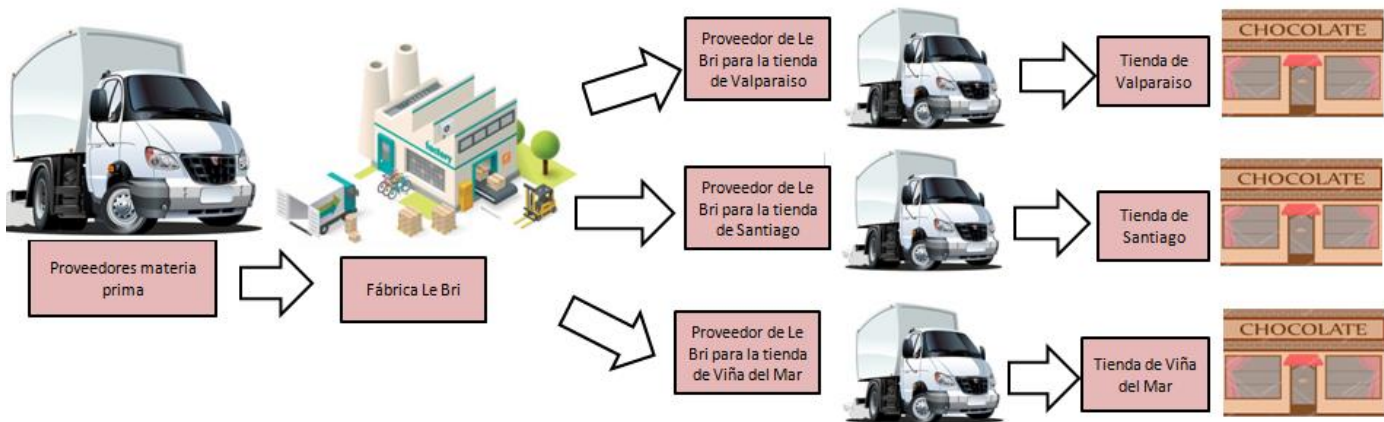 Proveedores materia
prima
Fábrica Le Bri
factory
Proveedor de Le
Bri para la tienda
de Valparaiso
Tienda de
Valparaiso
CHOCOLATE
Proveedor de Le
Bri para la tienda
de Santiago
Tienda de
Santiago
CHOCOLATE
Proveedor de Le
Bri para la tienda
de Viña del Mar
Tienda de Viña
del Mar
CHOCOLATE